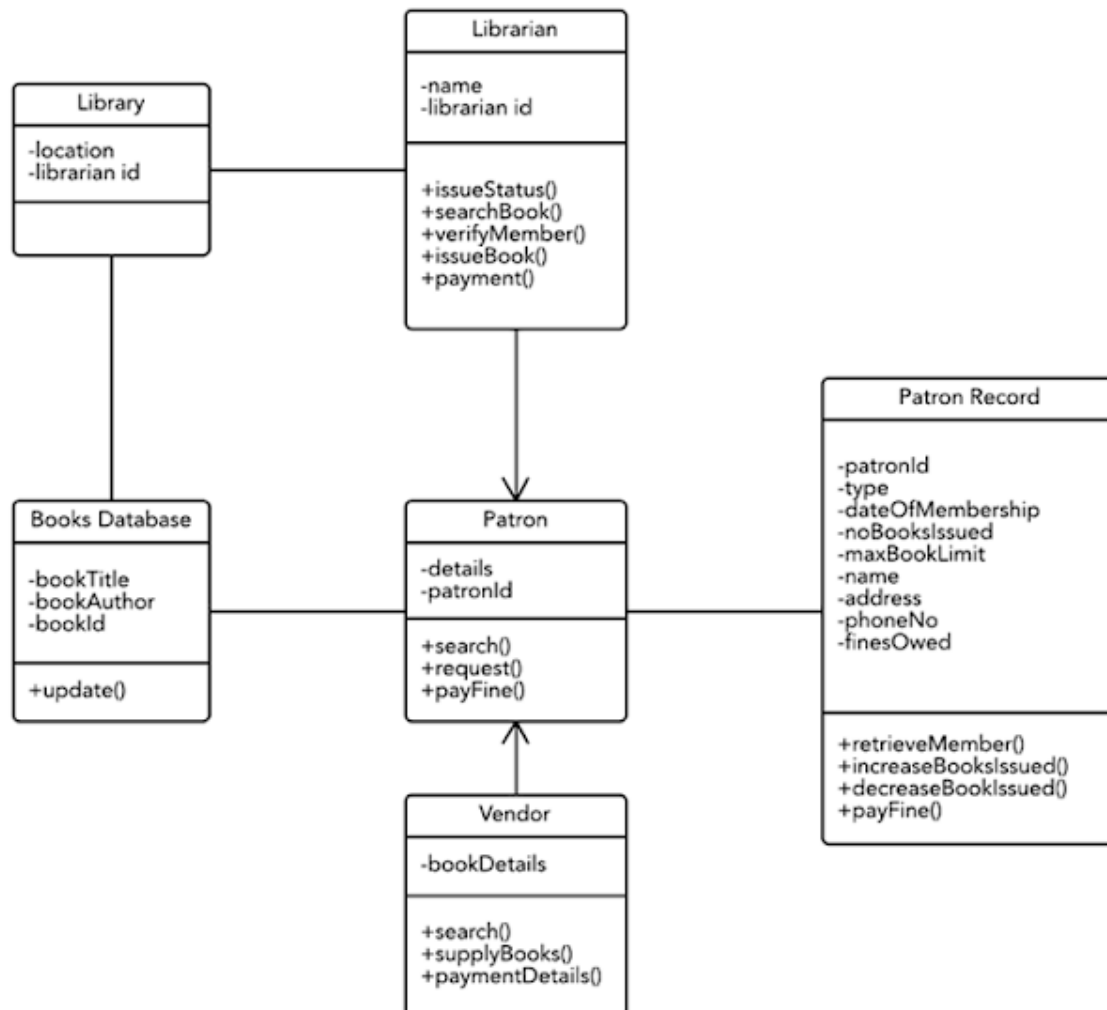 Librarian
-name
-librarian id
+issueStatus()
+searchBook()
+verifyMember()
+issueBook()
+payment()
Library
-location
-librarian id
Patron Record
-patronId
-type
-dateOfMembership
-noBooksIssued
-maxBookLimit
-name
-address
-phoneNo
-finesOwed
+retrieveMember()
+increaseBooksIssued()
+decreaseBookIssued()
+payFine()
Books Database
-bookTitle
-bookAuthor
-bookId
+update()
Patron
-details
-patronId
+search()
+request()
+payFine()
Vendor
-bookDetails
+search()
+supplyBooks()
+paymentDetails()